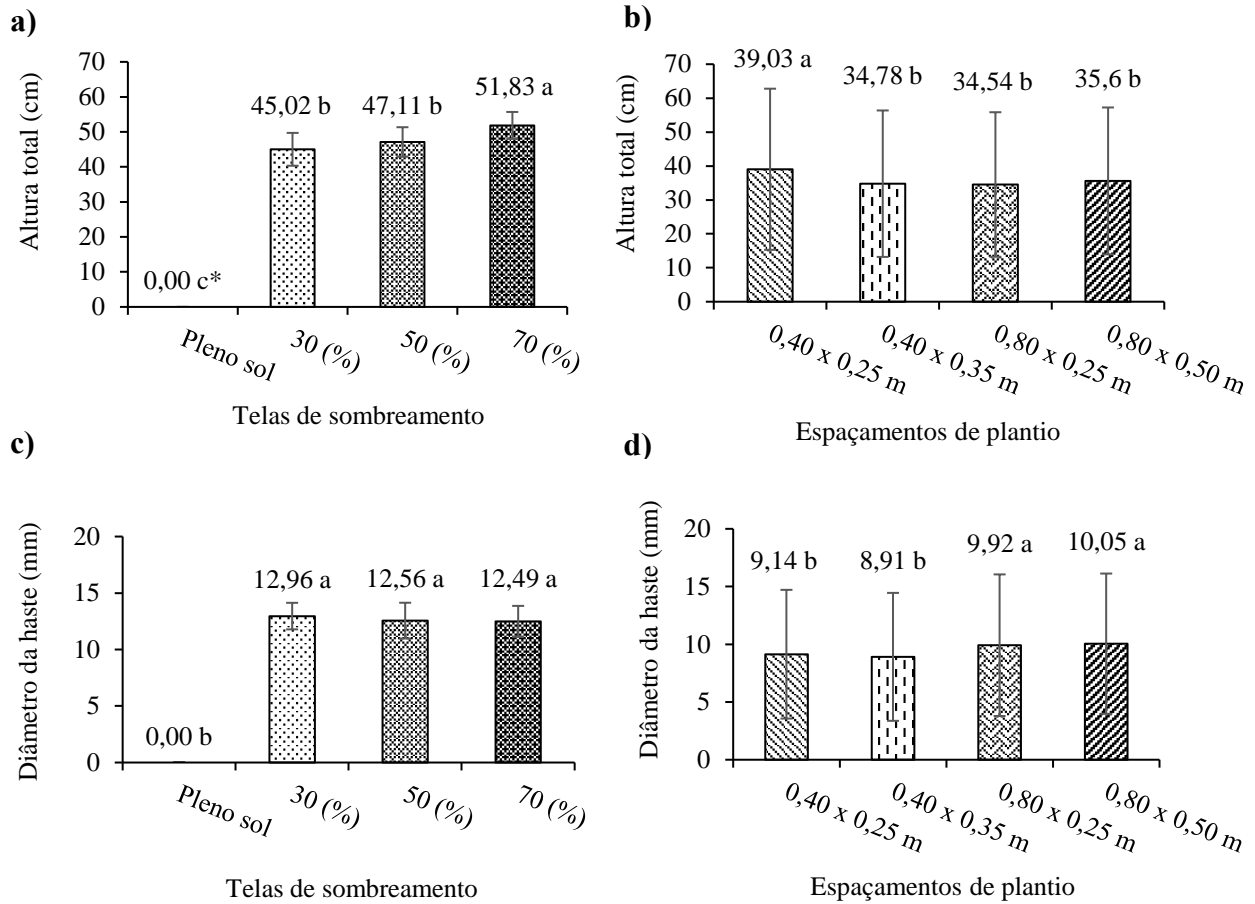 a)
Altura total (cm)
70
60
50
40
30
20
10
0
0,00 c*
45,02 b
47,11 b
51,83 a
Pleno sol
30 (%)
50 (%)
70 (%)
Telas de sombreamento
b)
Altura total (cm)
70
60
50
40
30
20
10
0
39,03 a
34,78 b
34,54 b
35,6 b
0,40 x 0,25 m
0,40 x 0,35 m
0,80 x 0,25 m
0,80 x 0,50 m
Espaçamentos de plantio
c)
Diâmetro da haste (mm)
20
15
10
5
0
0,00 b
12,96 a
12,56 a
12,49 a
Pleno sol
30 (%)
50 (%)
70 (%)
Telas de sombreamento
d)
Diâmetro da haste (mm)
20
15
10
5
0
9,14 b
8,91 b
9,92 a
10,05 a
0,40 x 0,25 m
0,40 x 0,35 m
0,80 x 0,25 m
0,80 x 0,50 m
Espaçamentos de plantio